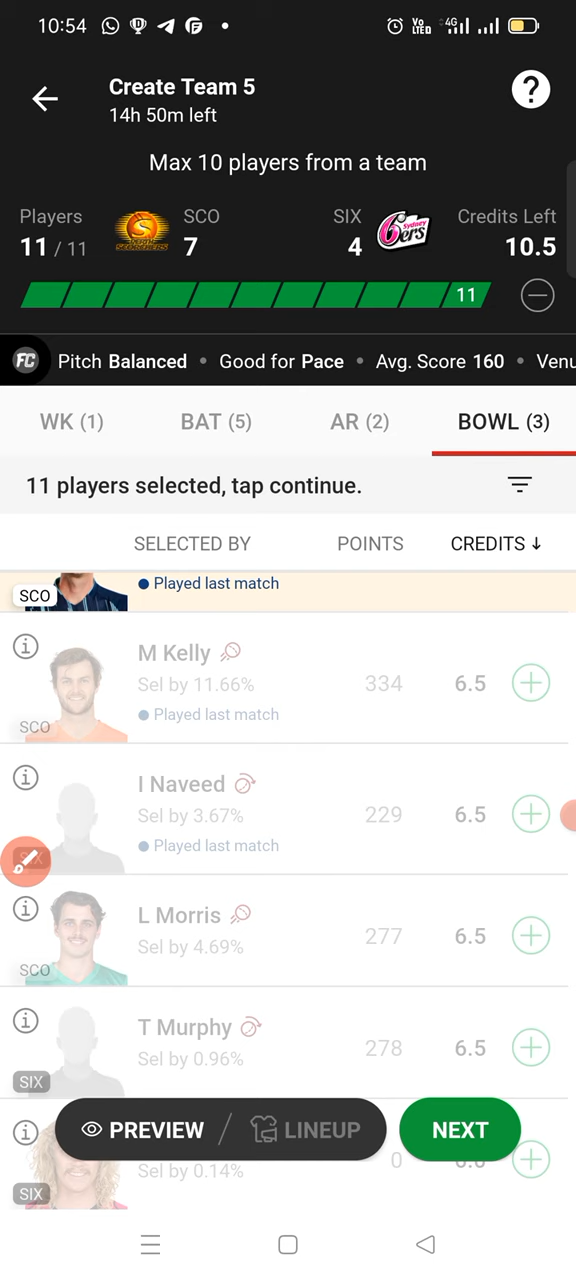 10:54 Vo LTED 4G
Create Team 5
14h 50m left
?
Max 10 players from a team
Players SCO SIX Credits Left
11 / 11 7 4 10.5
Sydney 6ers
11
FC Pitch Balanced • Good for Pace • Avg. Score 160 • Venu
WK (1) BAT (5) AR (2) BOWL (3)
11 players selected, tap continue.
SELECTED BY POINTS CREDITS ↓
SCO Played last match
M Kelly
Sel by 11.66% 334 6.5
SCO Played last match
I Naveed
Sel by 3.67% 229 6.5
Played last match
L Morris
Sel by 4.69% 277 6.5
SCO
T Murphy
Sel by 0.96% 278 6.5
SIX
PREVIEW / LINEUP NEXT
Sel by 0.14% 0
SIX